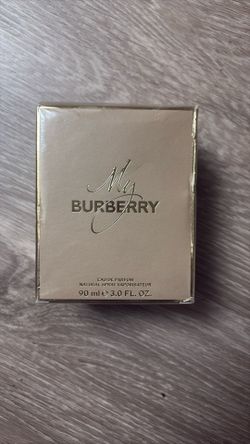 My
BURBERRY
EAU DE PARFUM
NATURAL SPRAY VAPORISATEUR
90 ml ℮ 3.0 FL. OZ.